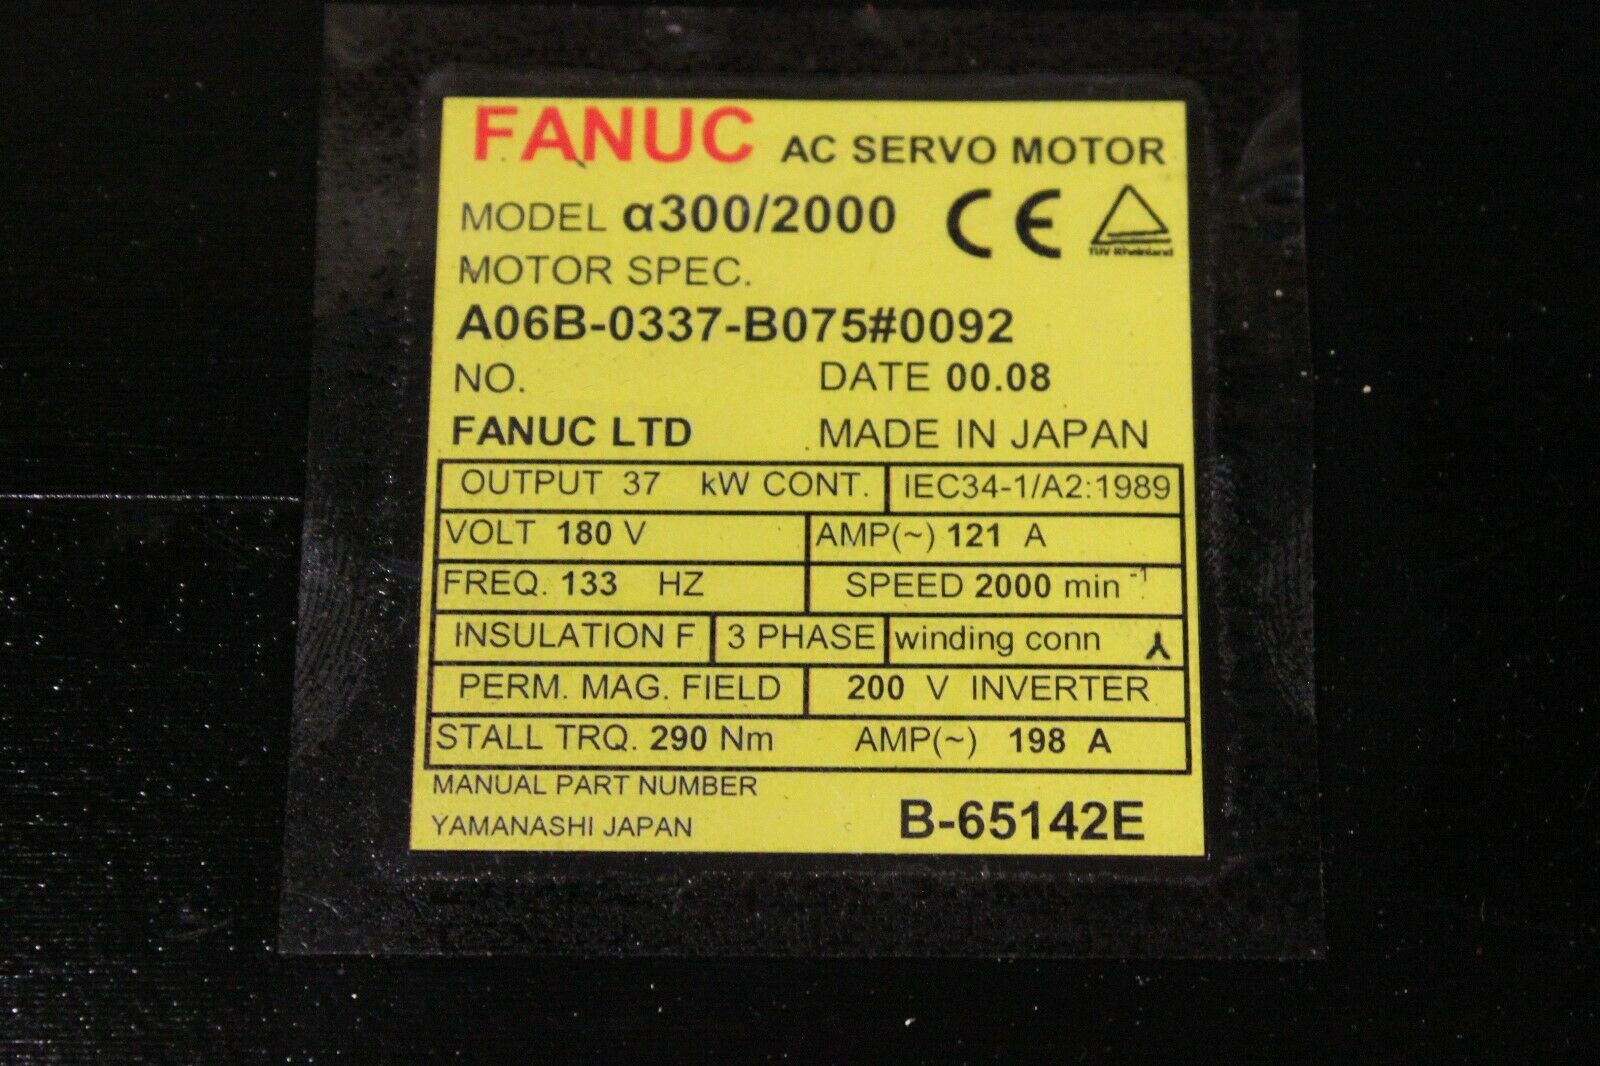 FANUC AC SERVO MOTOR
MODEL α300/2000 CE
TÜV Rheinland
MOTOR SPEC.
A06B-0337-B075#0092
NO. DATE 00.08
FANUC LTD MADE IN JAPAN
OUTPUT 37 kW CONT. IEC34-1/A2:1989
VOLT 180 V AMP(~) 121 A
FREQ. 133 HZ SPEED 2000 min⁻¹
INSULATION F 3 PHASE winding conn
PERM. MAG. FIELD 200 V INVERTER
STALL TRQ. 290 Nm AMP(~) 198 A
MANUAL PART NUMBER
YAMANASHI JAPAN B-65142E